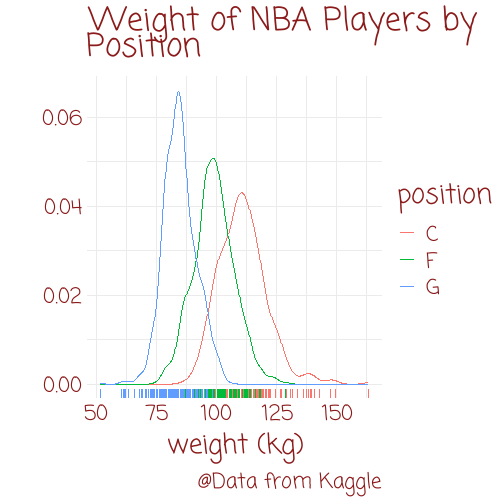 Weight of NBA Players by
Position
0.06
0.04
0.02
0.00
50 75 100 125 150
weight (kg)
position
C
F
G
@Data from Kaggle